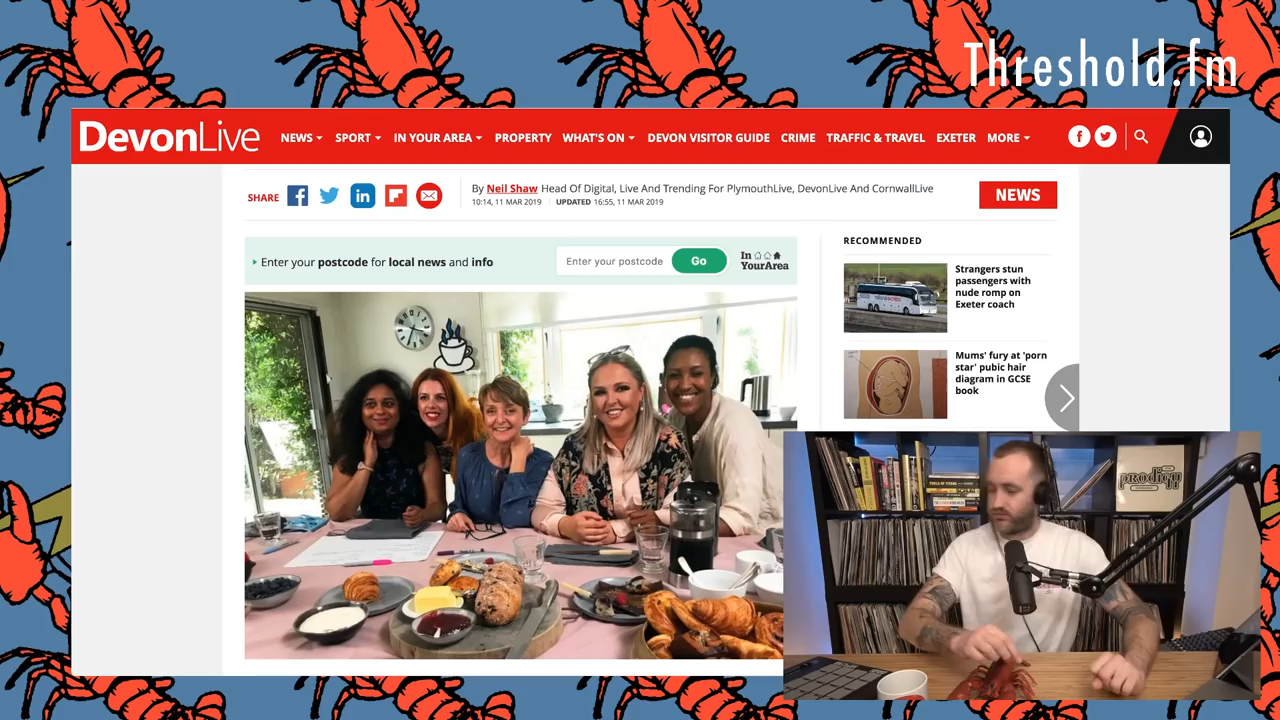 Threshold.fm
DevonLive
NEWS SPORT IN YOUR AREA PROPERTY WHAT'S ON DEVON VISITOR GUIDE CRIME TRAFFIC & TRAVEL EXETER MORE
SHARE
By Neil Shaw Head Of Digital, Live And Trending For PlymouthLive, DevonLive And CornwallLive
10:14, 11 MAR 2019 UPDATED 16:55, 11 MAR 2019
NEWS
Enter your postcode for local news and info
Enter your postcode
Go
In
YourArea
RECOMMENDED
Strangers stun
passengers with
nude romp on
Exeter coach
Mums' fury at 'porn
star' pubic hair
diagram in GCSE
book
prodigy